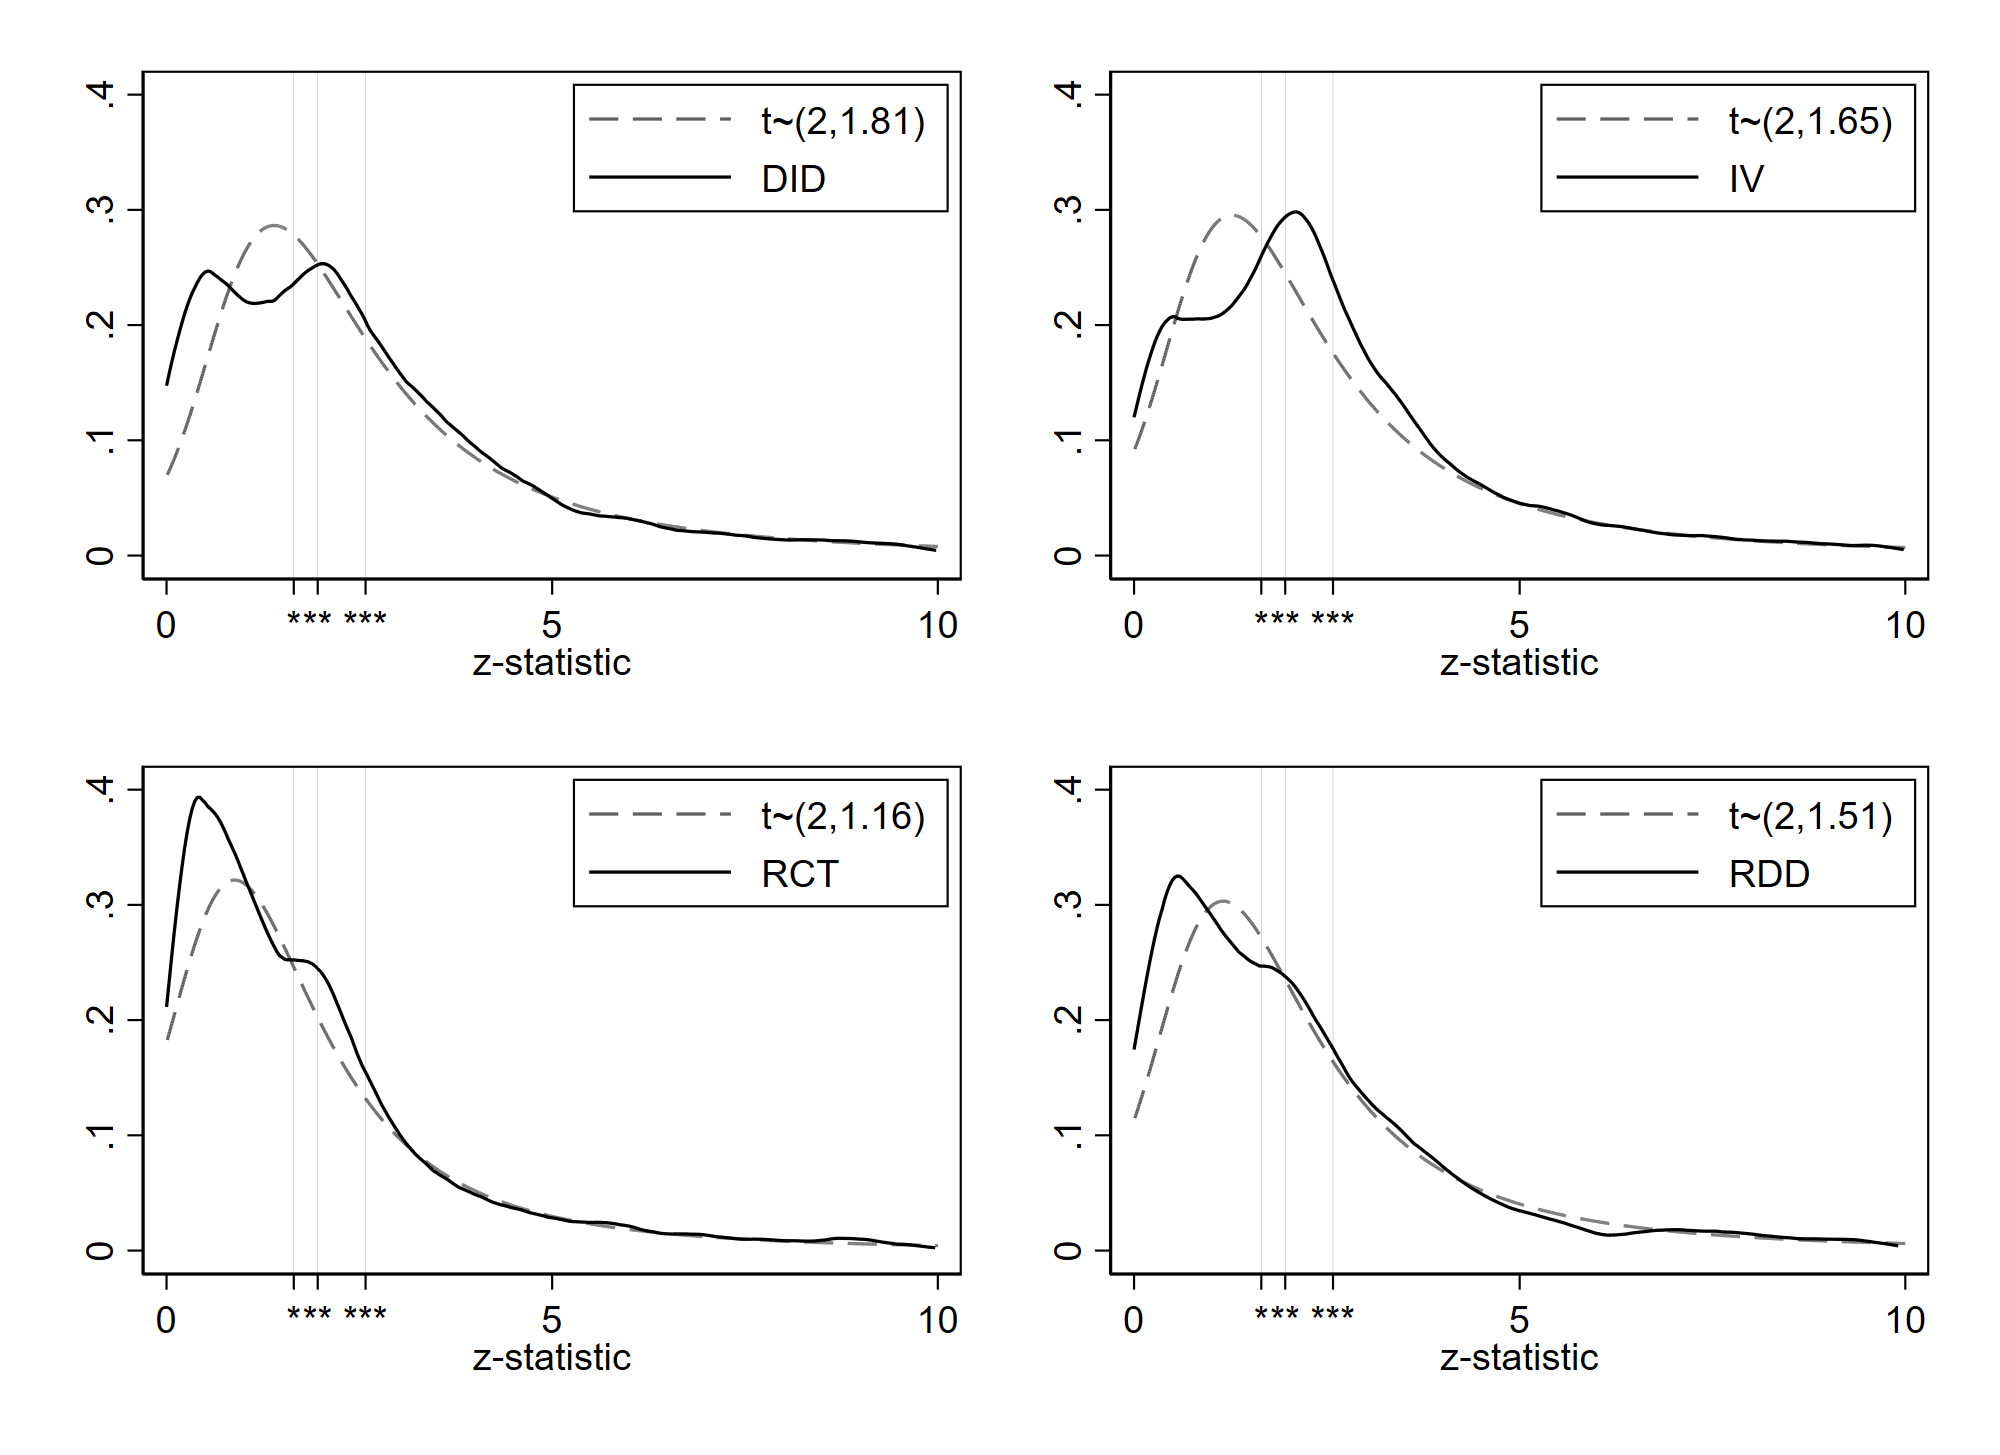 .4
.3
.2
.1
0
t~(2,1.81)
DID
0 *** *** 5 10
z-statistic
.4
.3
.2
.1
0
t~(2,1.65)
IV
0 *** *** 5 10
z-statistic
.4
.3
.2
.1
0
t~(2,1.16)
RCT
0 *** *** 5 10
z-statistic
.4
.3
.2
.1
0
t~(2,1.51)
RDD
0 *** *** 5 10
z-statistic